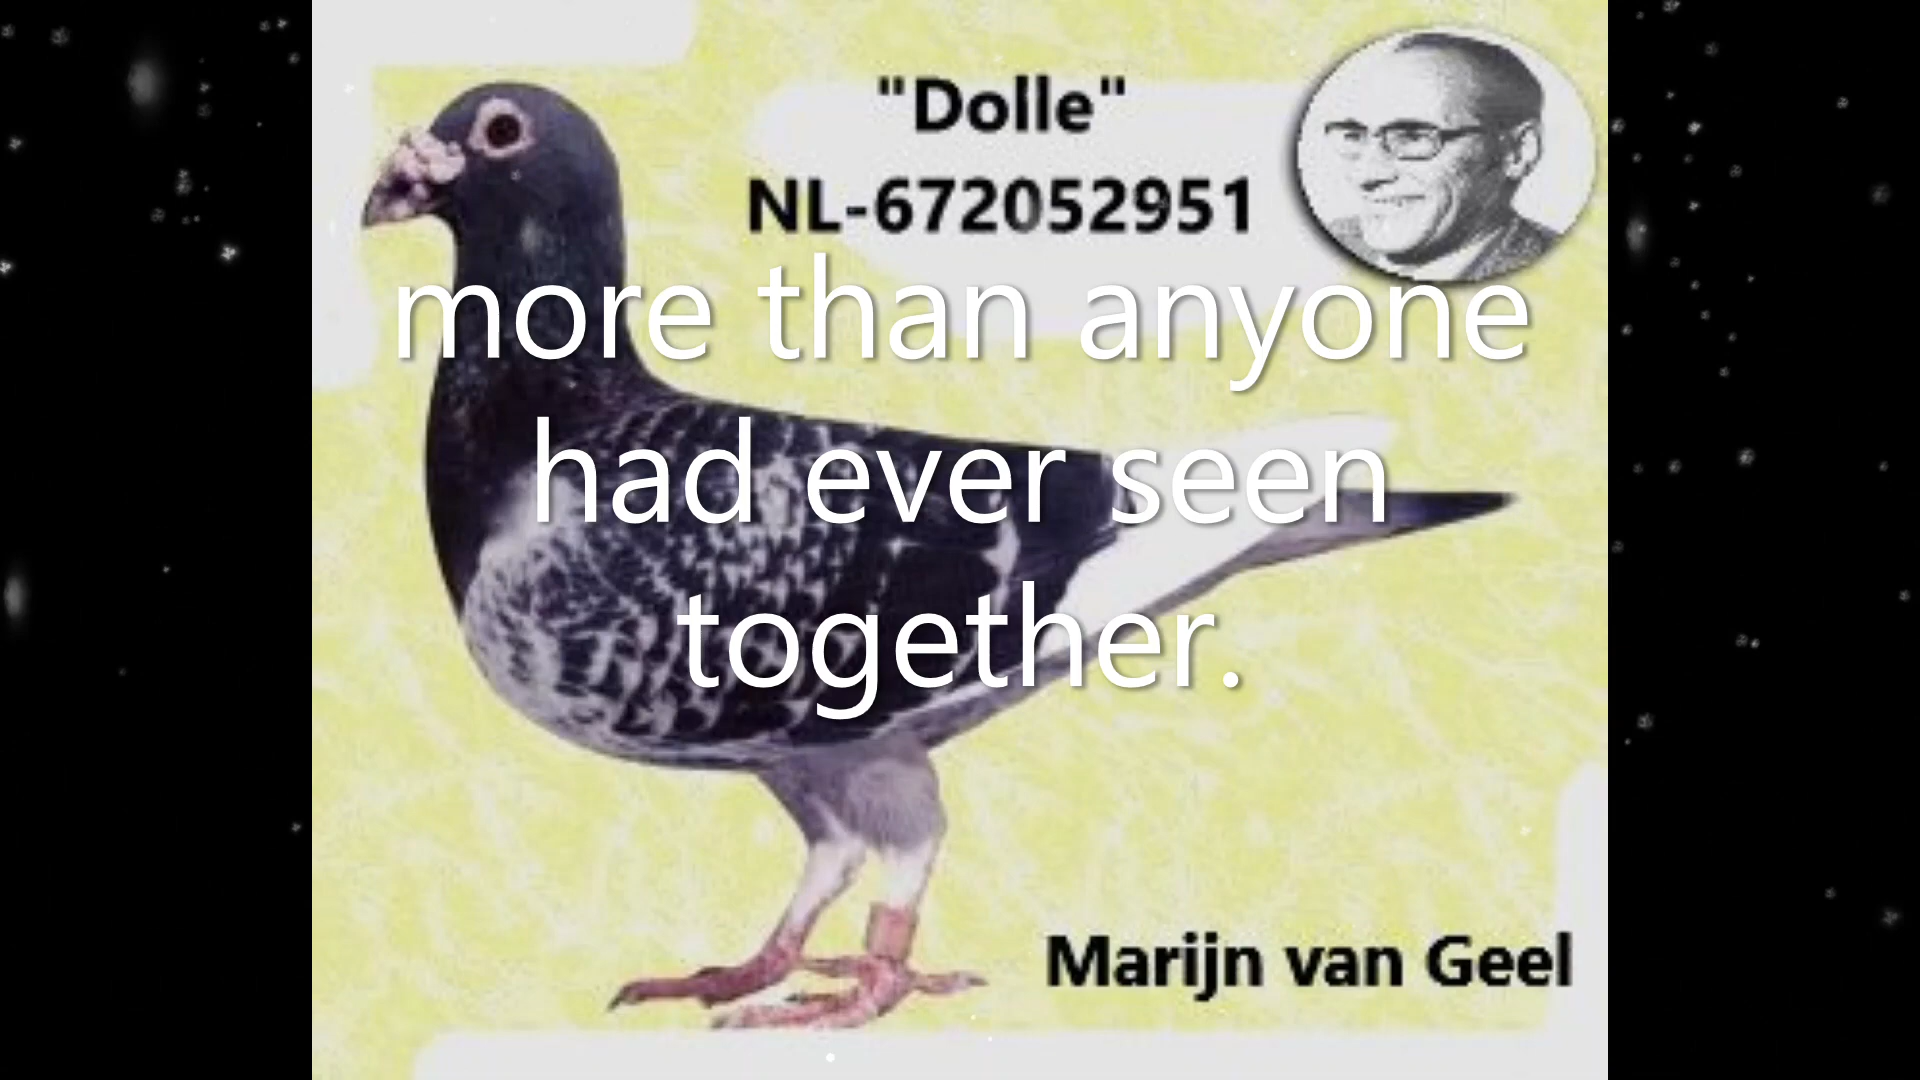 "Dolle"
NL-672052951
more than anyone
had ever seen
together.
Marijn van Geel